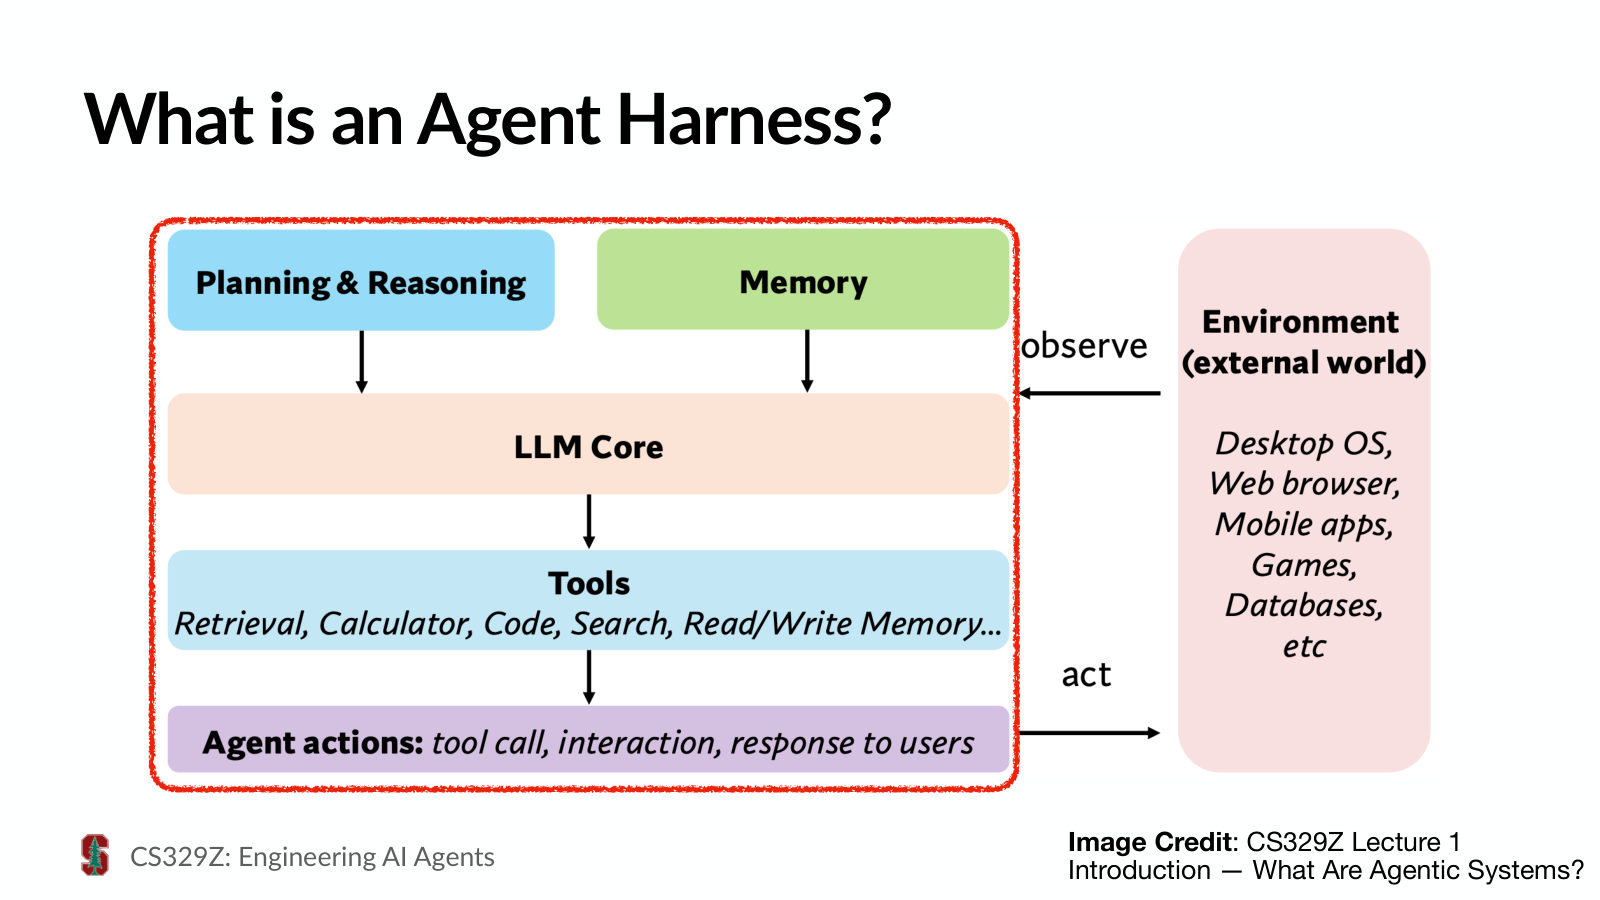 What is an Agent Harness?
Planning & Reasoning
Memory
observe
Environment
(external world)
Desktop OS,
Web browser,
Mobile apps,
Games,
Databases,
etc
LLM Core
Tools
Retrieval, Calculator, Code, Search, Read/Write Memory...
act
Agent actions: tool call, interaction, response to users
CS329Z: Engineering AI Agents
Image Credit: CS329Z Lecture 1
Introduction — What Are Agentic Systems?